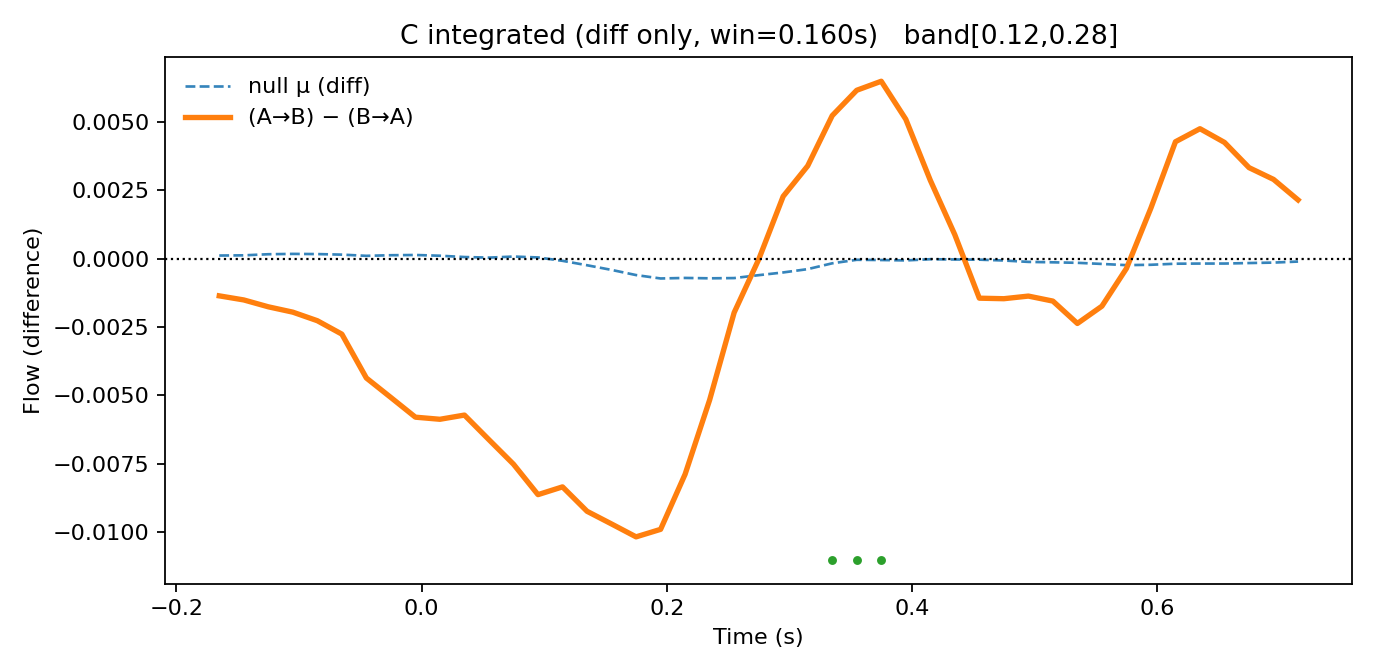 C integrated (diff only, win=0.160s)   band[0.12,0.28]
null μ (diff)
(A→B) − (B→A)
0.0050
0.0025
0.0000
−0.0025
−0.0050
−0.0075
−0.0100
Flow (difference)
−0.2
0.0
0.2
0.4
0.6
Time (s)